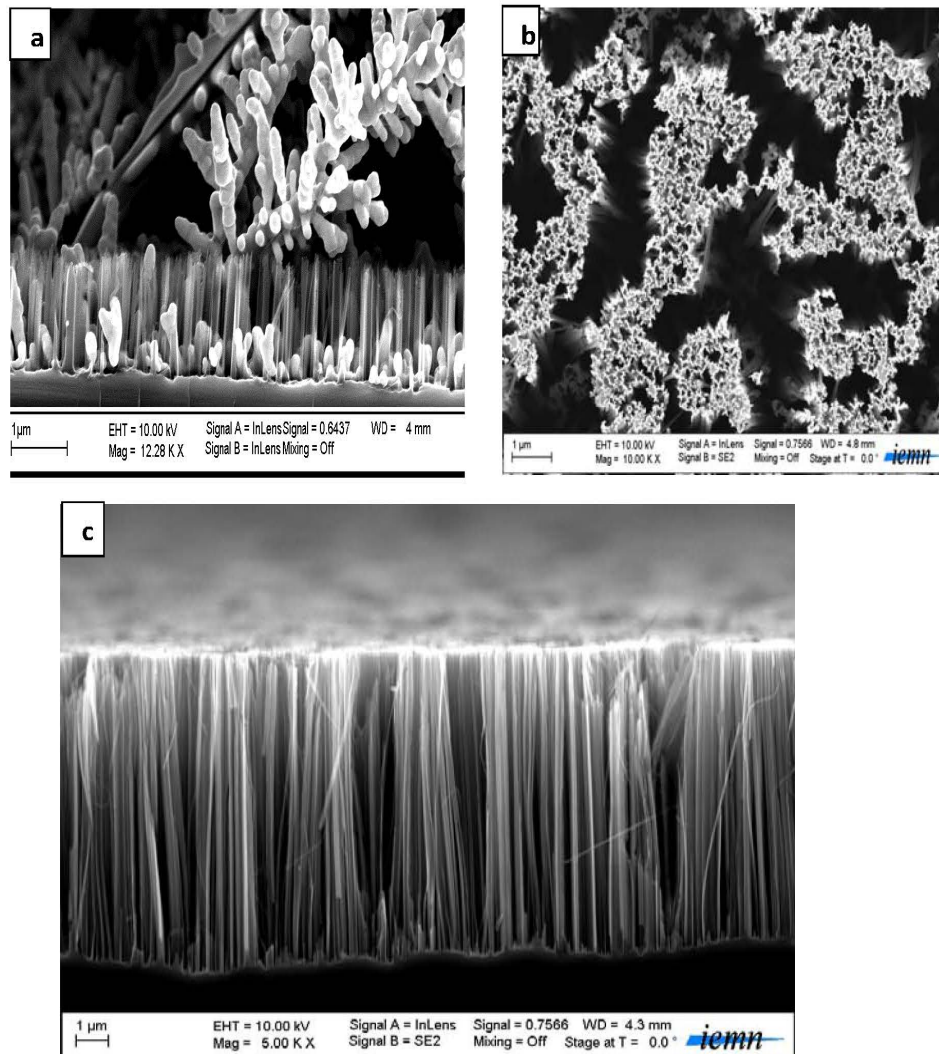 a
1µm EHT = 10.00 kV Signal A = InLens Signal = 0.6437 WD = 4 mm
Mag = 12.28 K X Signal B = InLens Mixing = Off
b
1 µm EHT = 10.00 kV Signal A = InLens Signal = 0.7566 WD = 4.8 mm
Mag = 10.00 K X Signal B = SE2 Mixing = Off Stage at T = 0.0 ° iemn
c
1 µm EHT = 10.00 kV Signal A = InLens Signal = 0.7566 WD = 4.3 mm
Mag = 5.00 K X Signal B = SE2 Mixing = Off Stage at T = 0.0 ° iemn